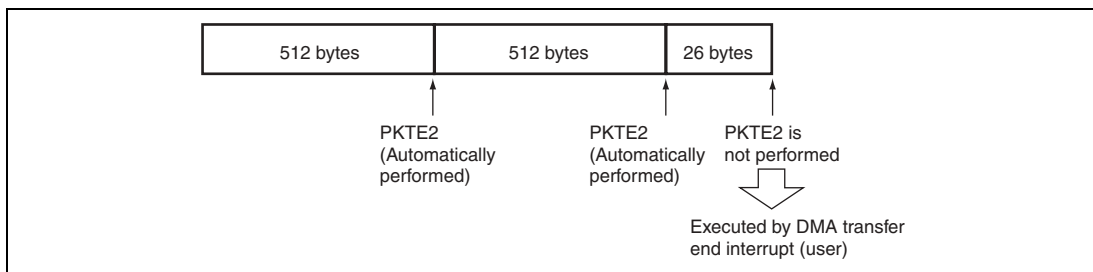 512 bytes
512 bytes
26 bytes
PKTE2
(Automatically
performed)
PKTE2
(Automatically
performed)
PKTE2 is
not performed
Executed by DMA transfer
end interrupt (user)